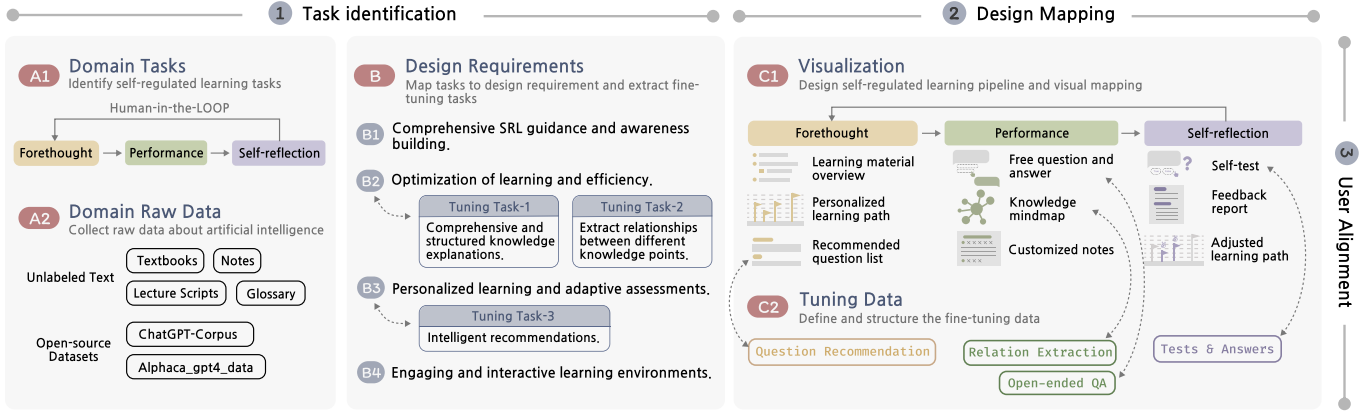 1 Task identification
2 Design Mapping
A1 Domain Tasks
Identify self-regulated learning tasks
Human-in-the-LOOP
Forethought
Performance
Self-reflection
A2 Domain Raw Data
Collect raw data about artificial intelligence
Unlabeled Text
Textbooks
Notes
Lecture Scripts
Glossary
Open-source
Datasets
ChatGPT-Corpus
Alphaca_gpt4_data
B Design Requirements
Map tasks to design requirement and extract fine-
tuning tasks
B1 Comprehensive SRL guidance and awareness
building.
B2 Optimization of learning and efficiency.
Tuning Task-1
Comprehensive and
structured knowledge
explanations.
Tuning Task-2
Extract relationships
between different
knowledge points.
B3 Personalized learning and adaptive assessments.
Tuning Task-3
Intelligent recommendations.
B4 Engaging and interactive learning environments.
C1 Visualization
Design self-regulated learning pipeline and visual mapping
Forethought
Performance
Self-reflection
Learning material
overview
Personalized
learning path
Recommended
question list
Free question and
answer
Knowledge
mindmap
Customized notes
?
Self-test
Feedback
report
Adjusted
learning path
C2 Tuning Data
Define and structure the fine-tuning data
Question Recommendation
Relation Extraction
Open-ended QA
Tests & Answers
3 User Alignment